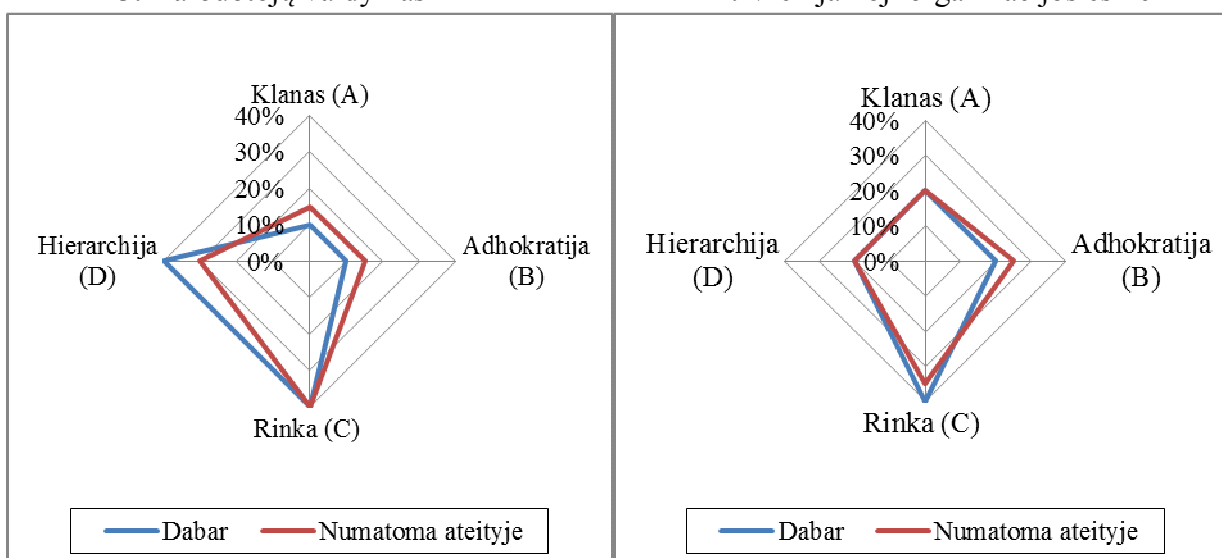 Klanas (A)
40%
30%
20%
10%
0%
Hierarchija
(D)
Adhokratija
(B)
Rinka (C)
Dabar
Numatoma ateityje
Klanas (A)
40%
30%
20%
10%
0%
Hierarchija
(D)
Adhokratija
(B)
Rinka (C)
Dabar
Numatoma ateityje